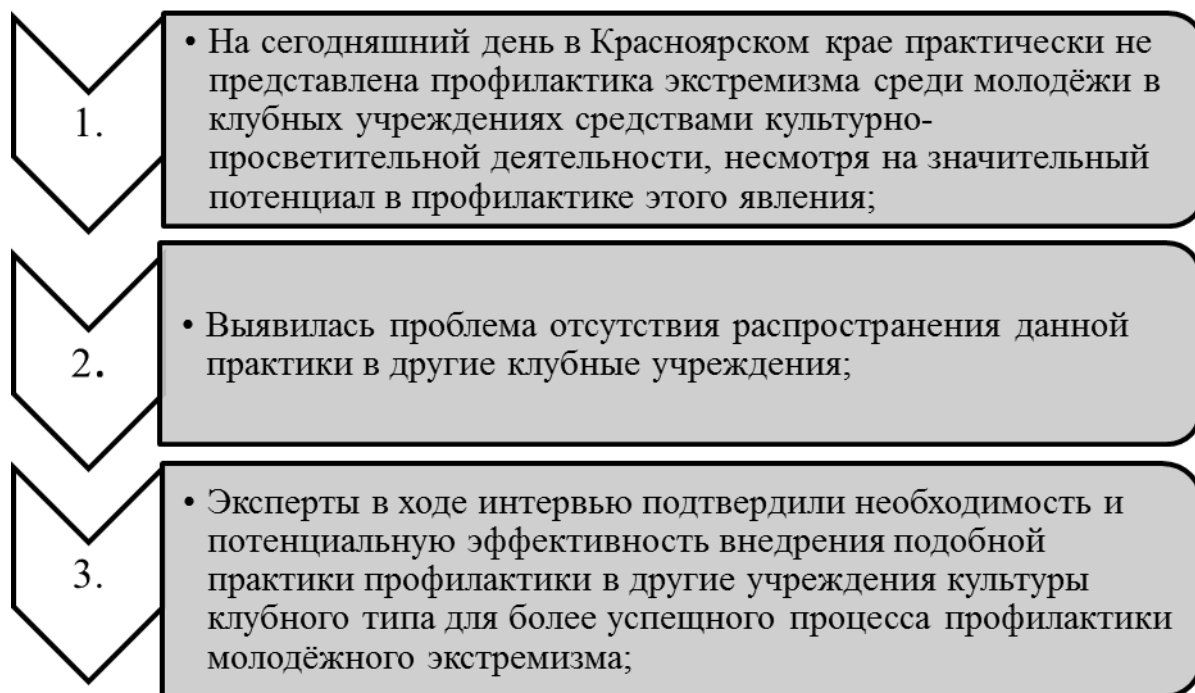 1.
• На сегодняшний день в Красноярском крае практически не
представлена профилактика экстремизма среди молодёжи в
клубных учреждениях средствами культурно-
просветительной деятельности, несмотря на значительный
потенциал в профилактике этого явления;
2.
• Выявилась проблема отсутствия распространения данной
практики в другие клубные учреждения;
3.
• Эксперты в ходе интервью подтвердили необходимость и
потенциальную эффективность внедрения подобной
практики профилактики в другие учреждения культуры
клубного типа для более успещного процесса профилактики
молодёжного экстремизма;